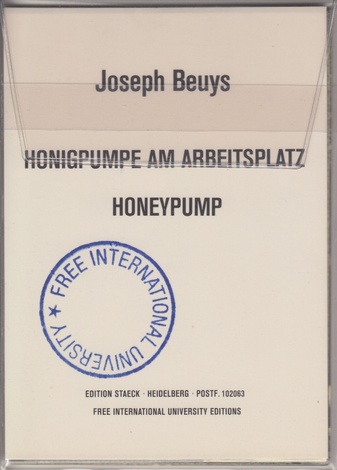 Joseph Beuys
HONIGPUMPE AM ARBEITSPLATZ
HONEYPUMP
★ FREE INTERNATIONAL UNIVERSITY
EDITION STAECK · HEIDELBERG · POSTF. 102063
FREE INTERNATIONAL UNIVERSITY EDITIONS